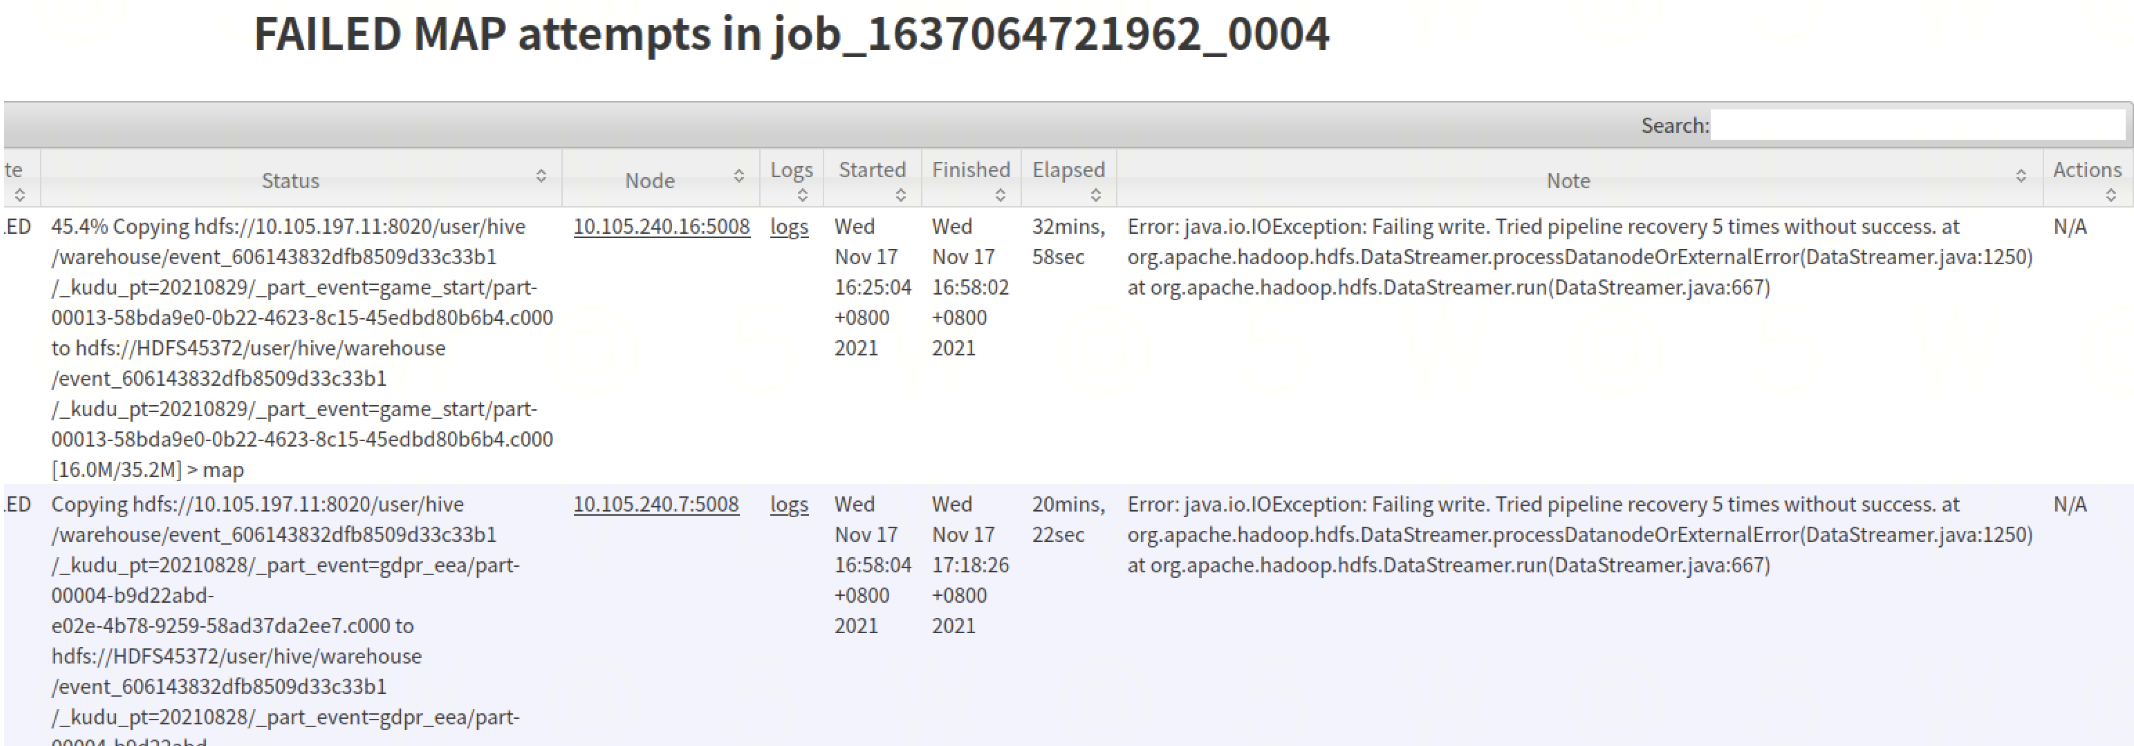 FAILED MAP attempts in job_1637064721962_0004
Search:
te Status Node Logs Started Finished Elapsed Note Actions
LED
45.4% Copying hdfs://10.105.197.11:8020/user/hive
/warehouse/event_606143832dfb8509d33c33b1
/_kudu_pt=20210829/_part_event=game_start/part-
00013-58bda9e0-0b22-4623-8c15-45edbd80b6b4.c000
to hdfs://HDFS45372/user/hive/warehouse
/event_606143832dfb8509d33c33b1
/_kudu_pt=20210829/_part_event=game_start/part-
00013-58bda9e0-0b22-4623-8c15-45edbd80b6b4.c000
[16.0M/35.2M] > map
10.105.240.16:5008
logs
Wed
Nov 17
16:25:04
+0800
2021
Wed
Nov 17
16:58:02
+0800
2021
32mins,
58sec
Error: java.io.IOException: Failing write. Tried pipeline recovery 5 times without success. at
org.apache.hadoop.hdfs.DataStreamer.processDatanodeOrExternalError(DataStreamer.java:1250)
at org.apache.hadoop.hdfs.DataStreamer.run(DataStreamer.java:667)
N/A
LED
Copying hdfs://10.105.197.11:8020/user/hive
/warehouse/event_606143832dfb8509d33c33b1
/_kudu_pt=20210828/_part_event=gdpr_eea/part-
00004-b9d22abd-
e02e-4b78-9259-58ad37da2ee7.c000 to
hdfs://HDFS45372/user/hive/warehouse
/event_606143832dfb8509d33c33b1
/_kudu_pt=20210828/_part_event=gdpr_eea/part-
00004-b9d22abd-
10.105.240.7:5008
logs
Wed
Nov 17
16:58:04
+0800
2021
Wed
Nov 17
17:18:26
+0800
2021
20mins,
22sec
Error: java.io.IOException: Failing write. Tried pipeline recovery 5 times without success. at
org.apache.hadoop.hdfs.DataStreamer.processDatanodeOrExternalError(DataStreamer.java:1250)
at org.apache.hadoop.hdfs.DataStreamer.run(DataStreamer.java:667)
N/A